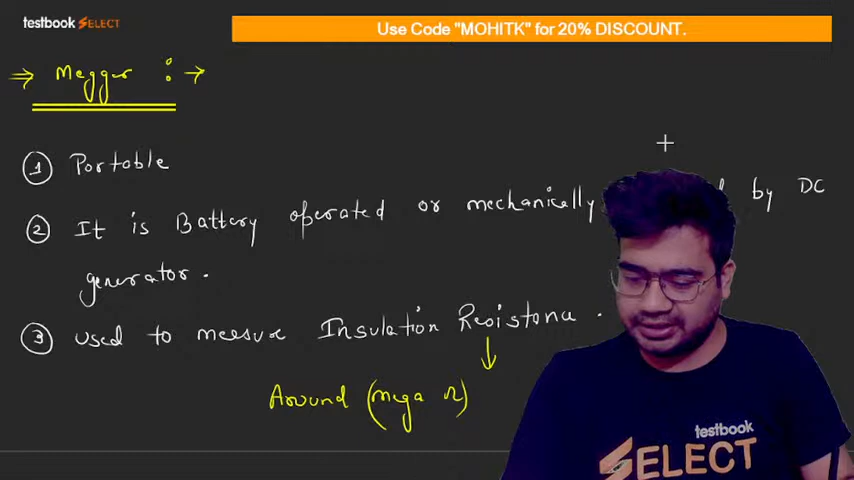 testbook SELECT
Use Code "MOHITK" for 20% DISCOUNT.
⇒ Megger : →
① Portable
② It is Battery operated or mechanically by DC
generator.
③ used to measure Insulation Resistance.
Around (mega Ω)
testbook
SELECT